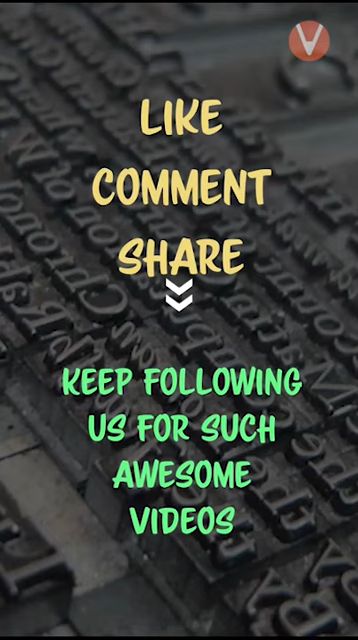 V
LIKE
COMMENT
SHARE
KEEP FOLLOWING
US FOR SUCH
AWESOME
VIDEOS